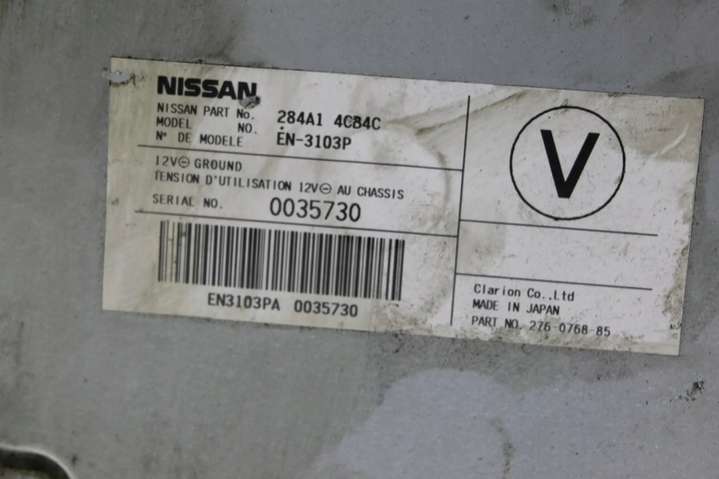 NISSAN
NISSAN PART No. 284A1 4C84C
MODEL NO.
N° DE MODELE EN-3103P
12V⊖ GROUND
TENSION D'UTILISATION 12V⊖ AU CHASSIS
SERIAL NO. 0035730
EN3103PA 0035730
V
Clarion Co.,Ltd
MADE IN JAPAN
PART NO. 276-0768-85